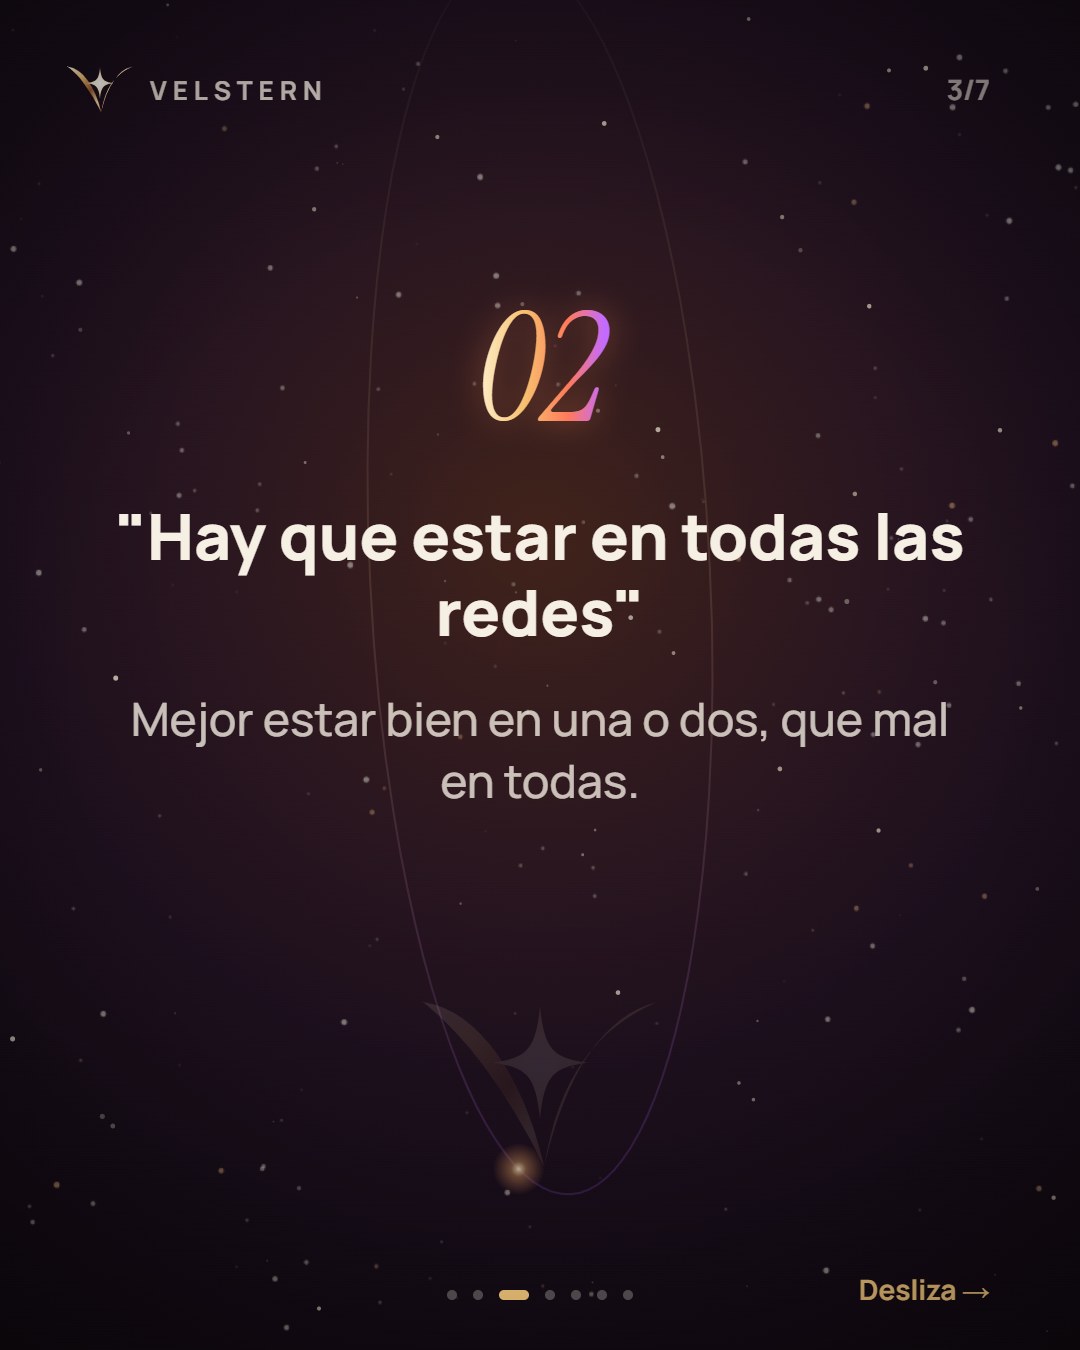 VELSTERN
3/7
02
"Hay que estar en todas las
redes"
Mejor estar bien en una o dos, que mal
en todas.
Desliza →